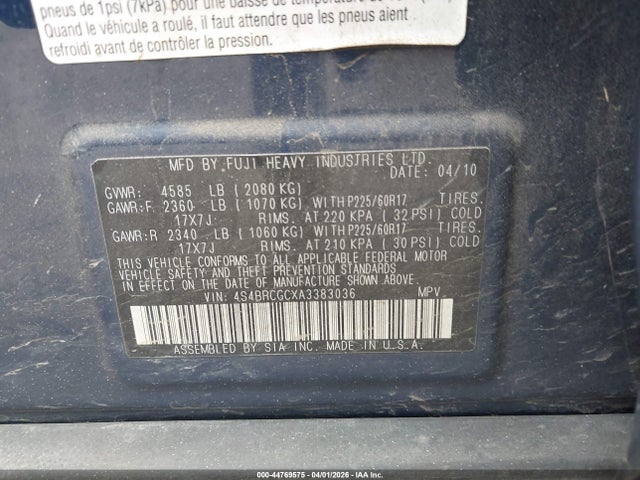 pneus de 1psi (7kPa) pour une baisse de température de
Quand le véhicule a roulé, il faut attendre que les pneus aient
refroidi avant de contrôler la pression.
MFD BY FUJI HEAVY INDUSTRIES LTD.
DATE: 04/10
GVWR: 4585 LB (2080 KG)
GAWR:F 2360 LB (1070 KG) WITH P225/60R17 TIRES.
17X7J RIMS. AT 220 KPA (32 PSI) COLD
GAWR:R 2340 LB (1060 KG) WITH P225/60R17 TIRES.
17X7J RIMS. AT 210 KPA (30 PSI) COLD
THIS VEHICLE CONFORMS TO ALL APPLICABLE FEDERAL MOTOR
VEHICLE SAFETY AND THEFT PREVENTION STANDARDS
IN EFFECT ON THE DATE OF MANUFACTURE SHOWN ABOVE.
VIN: 4S4BRCGCXA3383036 MPV
ASSEMBLED BY SIA INC. MADE IN U.S.A.
000-44769575 - 04/01/2026 - IAAI.COM